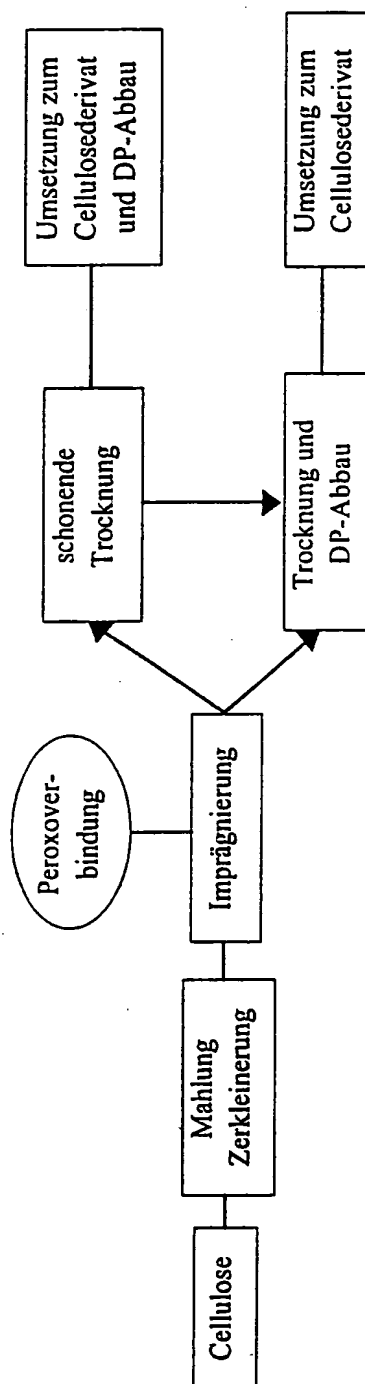 Cellulose
Mahlung
Zerkleinerung
Peroxover-
bindung
Imprägnierung
schonende
Trocknung
Umsetzung zum
Cellulosederivat
und DP-Abbau
Trocknung und
DP-Abbau
Umsetzung zum
Cellulosederivat